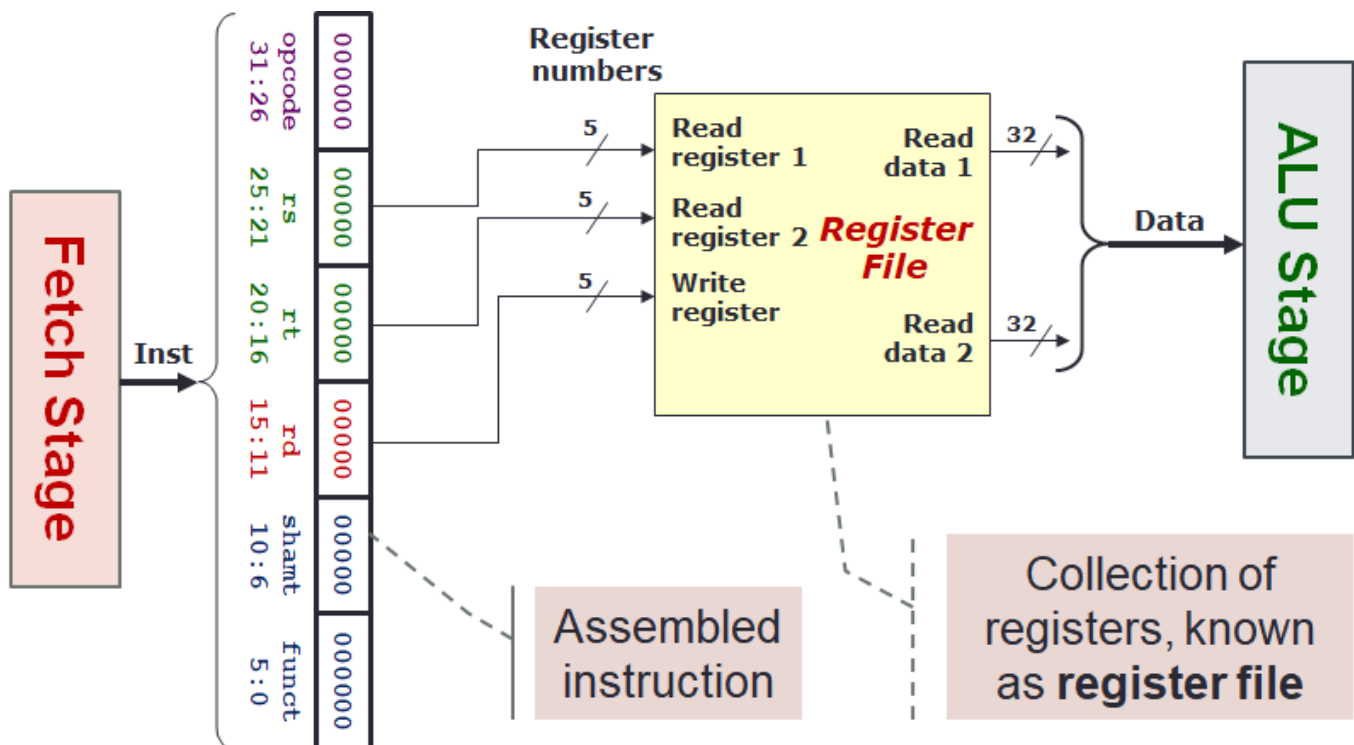 Fetch Stage
Inst
opcode
31:26
000000
rs
25:21
00000
rt
20:16
00000
rd
15:11
00000
shamt
10:6
00000
funct
5:0
000000
Register
numbers
5
5
5
Read
register 1
Read
register 2
Write
register
Register
File
Read
data 1
Read
data 2
32
32
Data
ALU Stage
Assembled
instruction
Collection of
registers, known
as register file